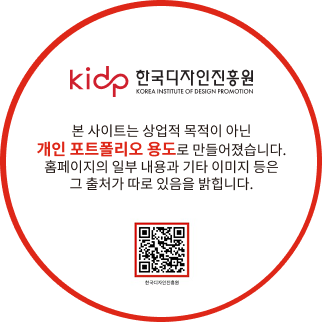 kidp 한국디자인진흥원
KOREA INSTITUTE OF DESIGN PROMOTION
본 사이트는 상업적 목적이 아닌
개인 포트폴리오 용도로 만들어졌습니다.
홈페이지의 일부 내용과 기타 이미지 등은
그 출처가 따로 있음을 밝힙니다.
한국디자인진흥원